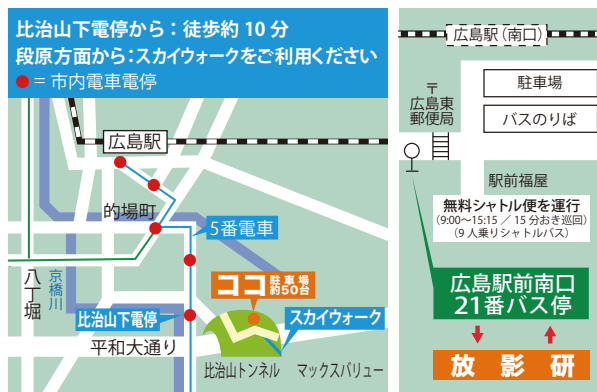 比治山下電停から：徒歩約 10 分
段原方面から：スカイウォークをご利用ください
●＝市内電車電停
広島駅
的場町
5番電車
八丁堀
京橋川
ココ 駐車場 約50台
比治山下電停
スカイウォーク
平和大通り
比治山トンネル
マックスバリュー
広島駅（南口）
〒
広島東
郵便局
駐車場
バスのりば
駅前福屋
無料シャトル便を運行
（9:00〜15:15 ／ 15 分おき巡回）
（9 人乗りシャトルバス）
広島駅前南口
21番バス停
放 影 研